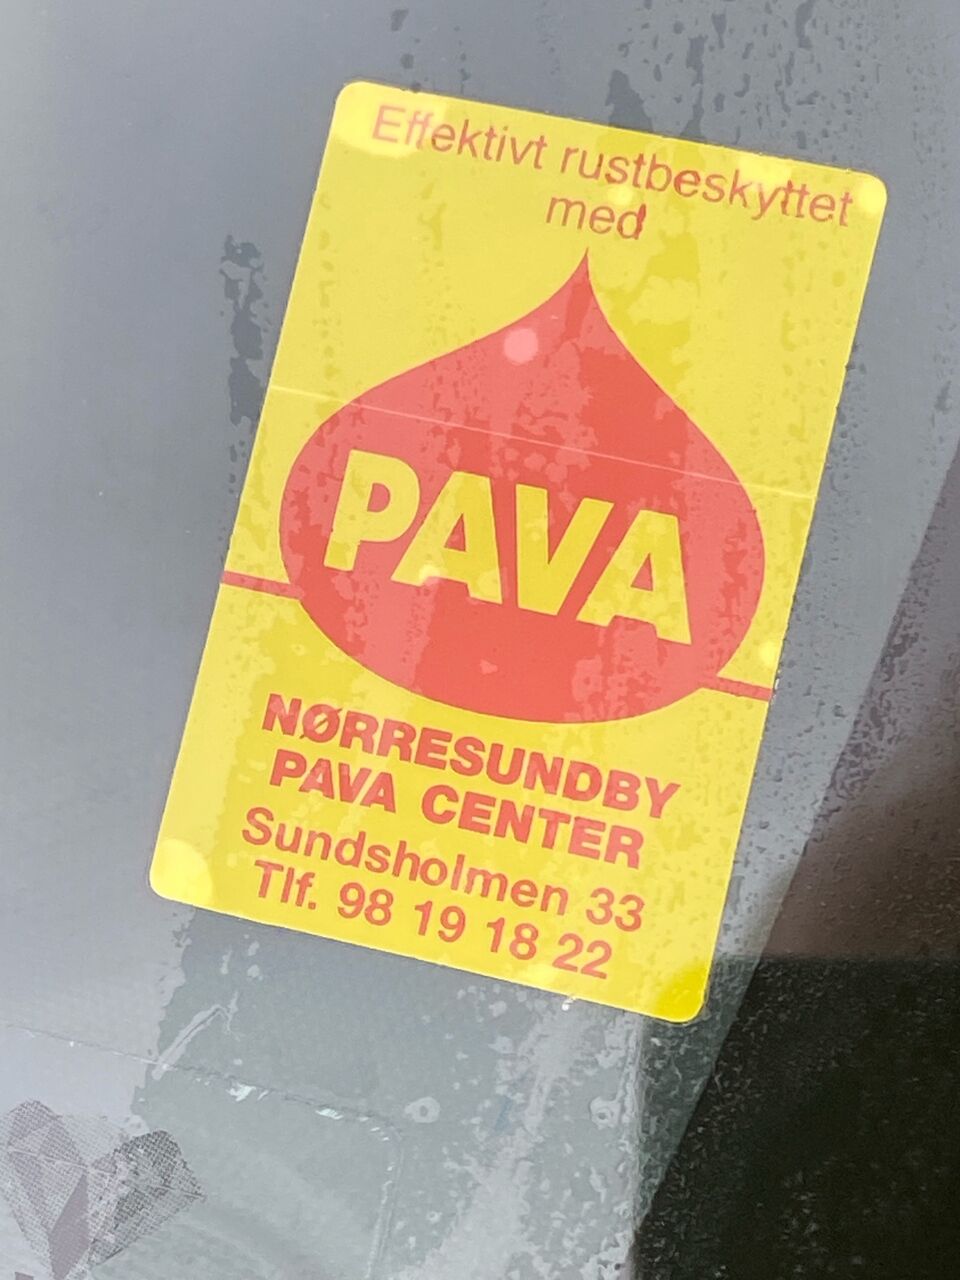 Effektivt rustbeskyttet
med
PAVA
NØRRESUNDBY
PAVA CENTER
Sundsholmen 33
Tlf. 98 19 18 22